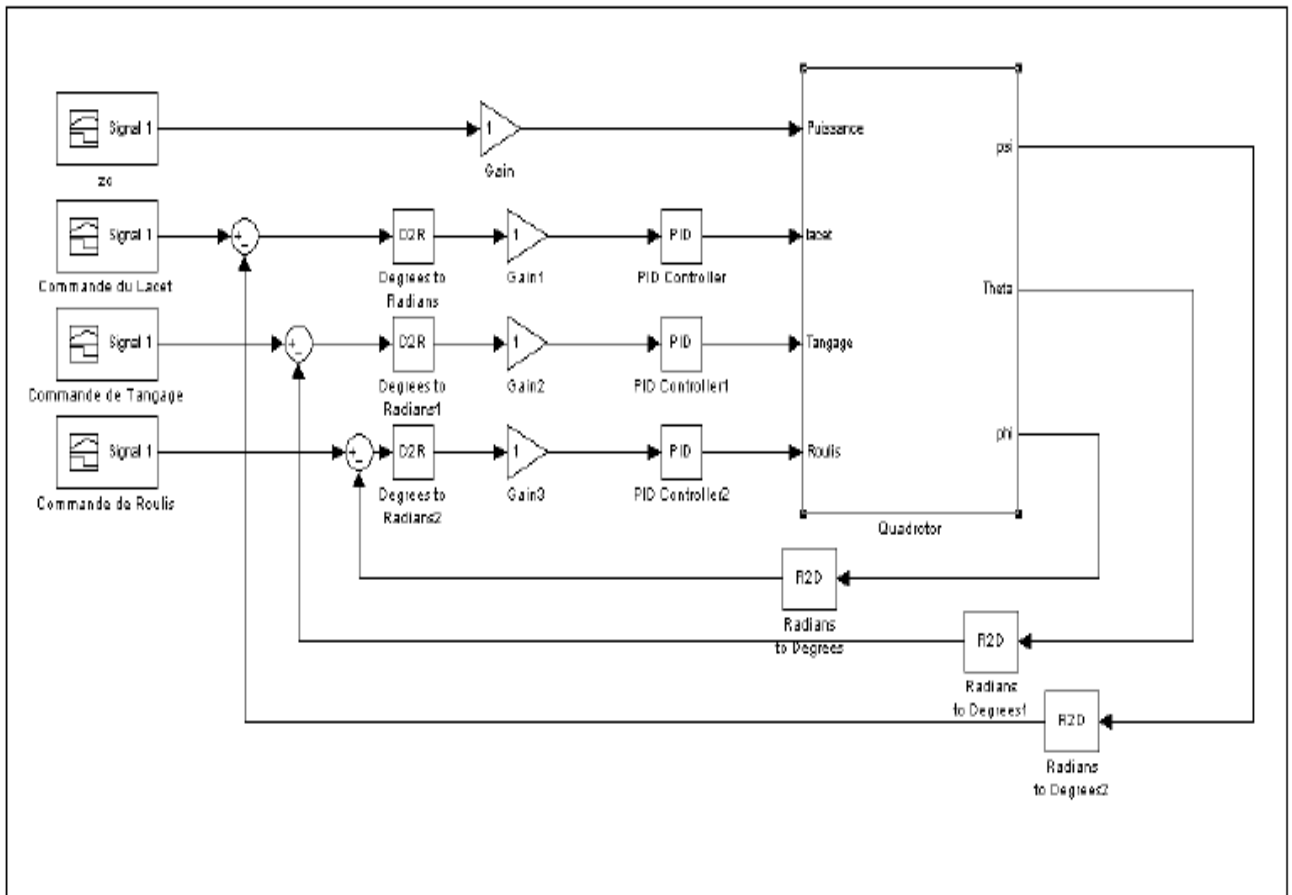 Signal 1
zc
1
Gain
Puissance
psi
Signal 1
Commande du Lacet
+
-
D2R
Degrees to
Radians
1
Gain1
PID
PID Controller
lacet
Theta
Signal 1
Commande de Tangage
+
-
D2R
Degrees to
Radians1
1
Gain2
PID
PID Controller1
Tangage
Signal 1
Commande de Roulis
+
-
D2R
Degrees to
Radians2
1
Gain3
PID
PID Controller2
Roulis
phi
Quadrotor
R2D
Radians
to Degrees
R2D
Radians
to Degrees1
R2D
Radians
to Degrees2